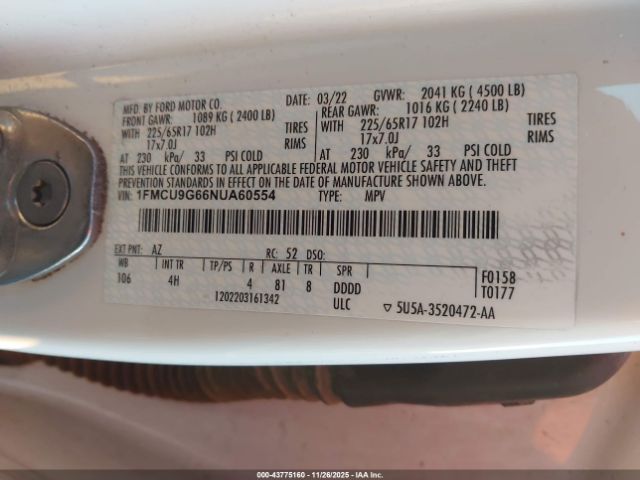 MFD. BY FORD MOTOR CO. DATE: 03/22 GVWR: 2041 KG ( 4500 LB)
FRONT GAWR: 1089 KG ( 2400 LB) REAR GAWR: 1016 KG ( 2240 LB)
WITH 225/65R17 102H TIRES WITH 225/65R17 102H TIRES
17x7.0J RIMS 17x7.0J RIMS
AT 230 kPa/ 33 PSI COLD AT 230 kPa/ 33 PSI COLD
THIS VEHICLE CONFORMS TO ALL APPLICABLE FEDERAL MOTOR VEHICLE SAFETY AND THEFT
PREVENTION STANDARDS IN EFFECT ON THE DATE OF MANUFACTURE SHOWN ABOVE.
VIN: 1FMCU9G66NUA60554 TYPE: MPV
EXT PNT: AZ RC: 52 DSO:
WB INT TR TP/PS R AXLE TR SPR F0158
106 4H 4 81 8 DDDD T0177
1202203161342 ULC ▽ 5U5A-3520472-AA
000-43775160 - 11/26/2025 - IAA